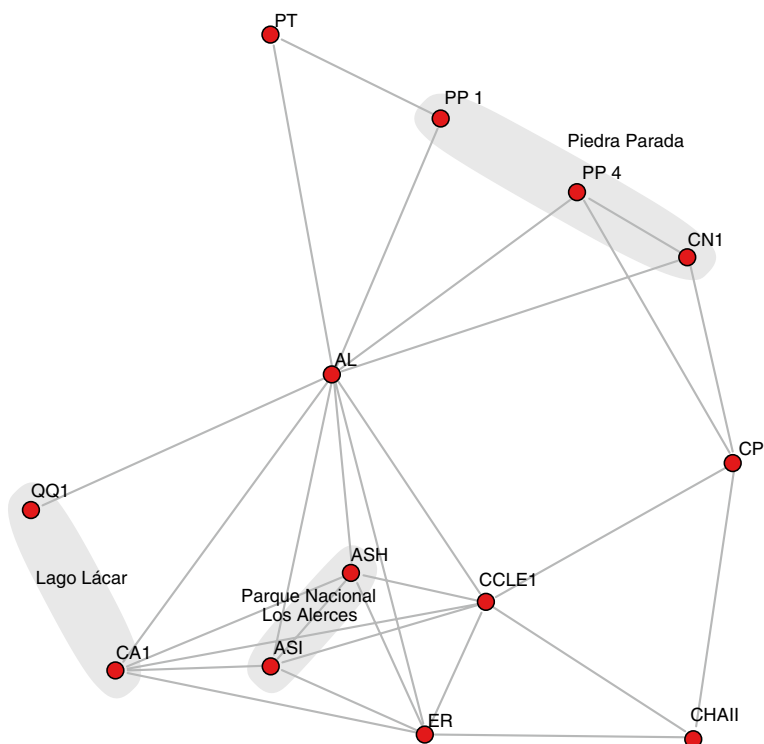 PT
PP 1
Piedra Parada
PP 4
CN1
AL
CP
QQ1
ASH
Lago Lácar
CCLE1
Parque Nacional
Los Alerces
CA1
ASI
CHAII
ER